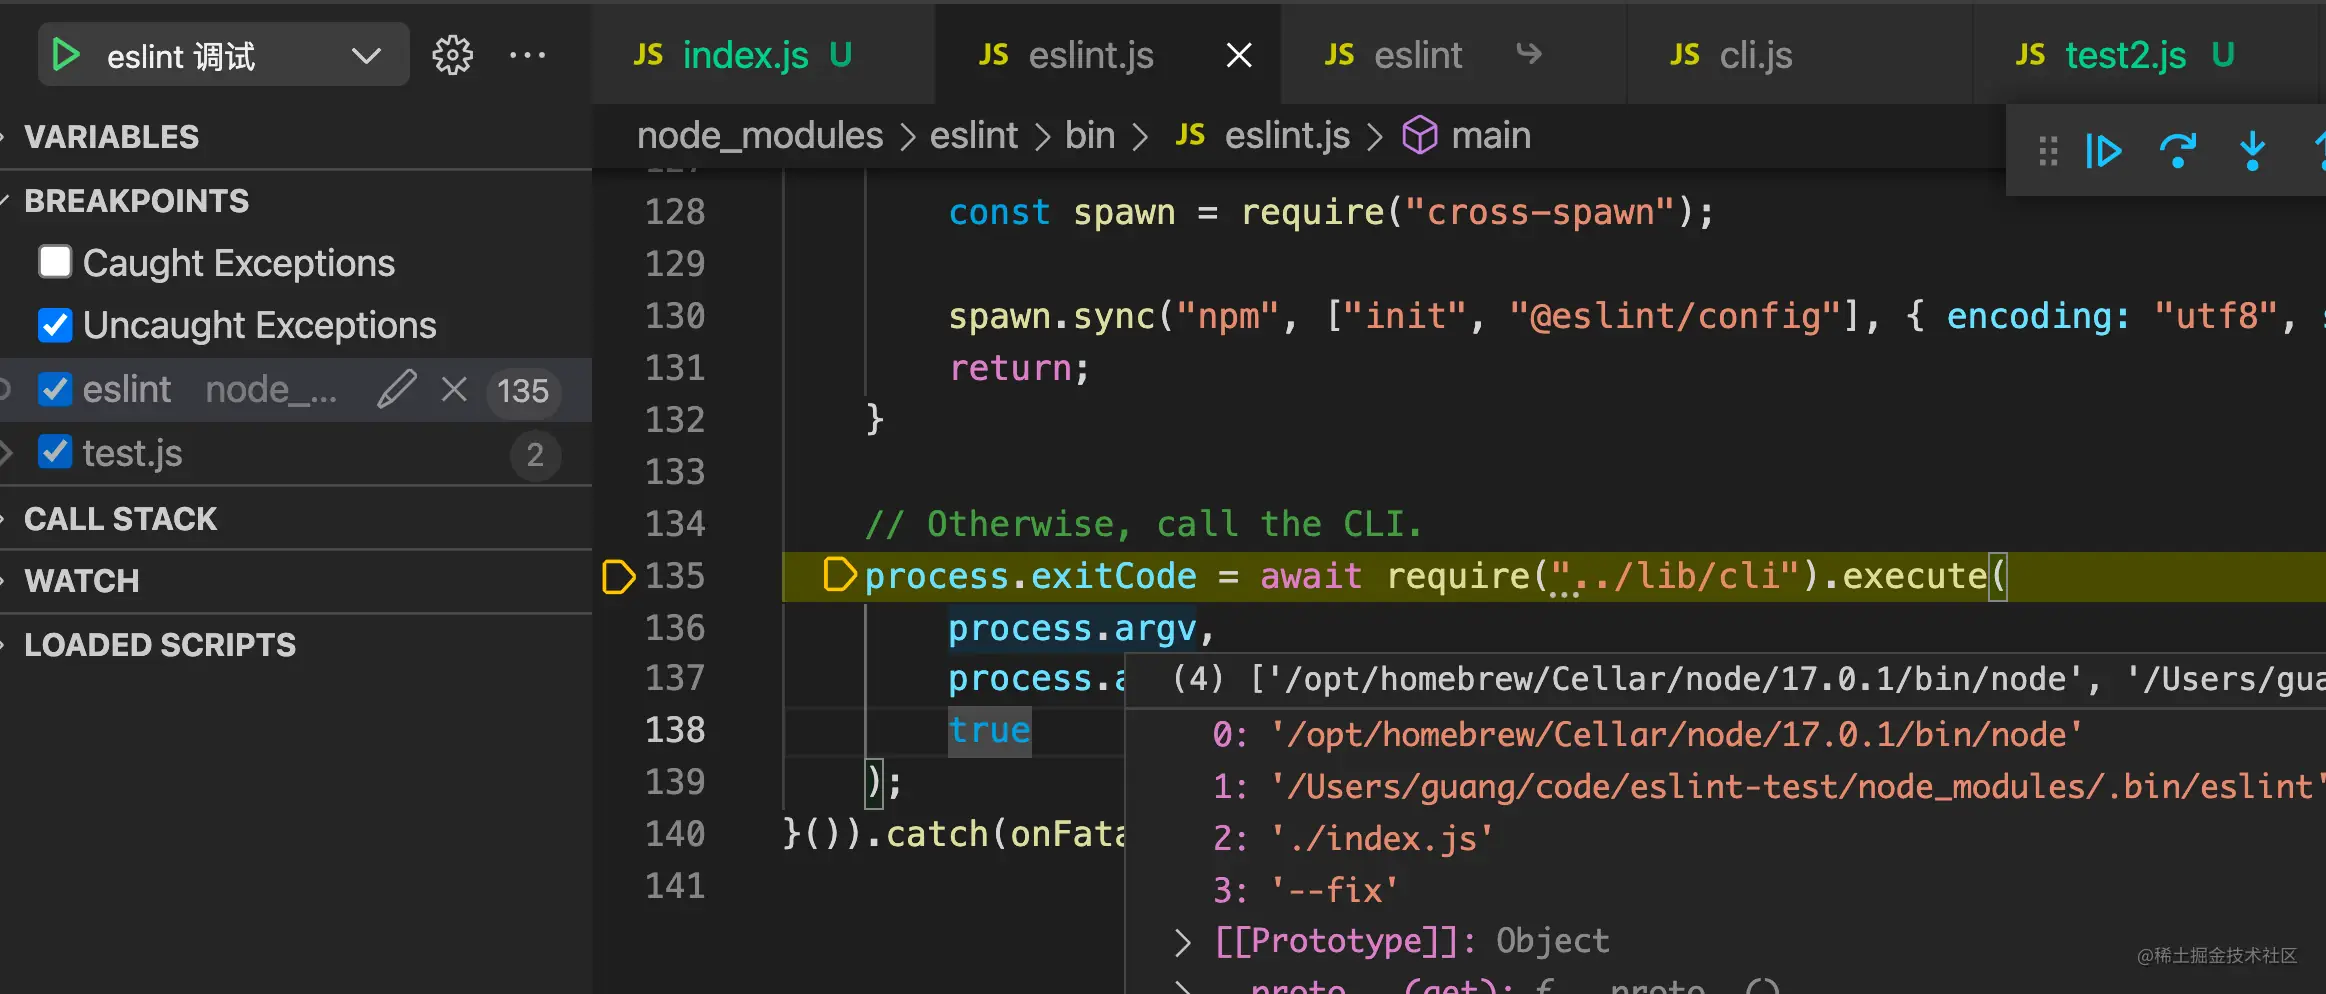 eslint 调试
JS index.js U
JS eslint.js
JS eslint
JS cli.js
JS test2.js U
VARIABLES
BREAKPOINTS
Caught Exceptions
Uncaught Exceptions
eslint node_... 135
test.js 2
CALL STACK
WATCH
LOADED SCRIPTS
node_modules > eslint > bin > JS eslint.js > main
128 const spawn = require("cross-spawn");
129
130 spawn.sync("npm", ["init", "@eslint/config"], { encoding: "utf8",
131 return;
132 }
133
134 // Otherwise, call the CLI.
135 process.exitCode = await require("../lib/cli").execute(
136 process.argv,
137 process.
138 true
139 );
140 }()).catch(onFata
141
(4) ['/opt/homebrew/Cellar/node/17.0.1/bin/node', '/Users/gua
0: '/opt/homebrew/Cellar/node/17.0.1/bin/node'
1: '/Users/guang/code/eslint-test/node_modules/.bin/eslint'
2: './index.js'
3: '--fix'
[[Prototype]]: Object
@稀土掘金技术社区